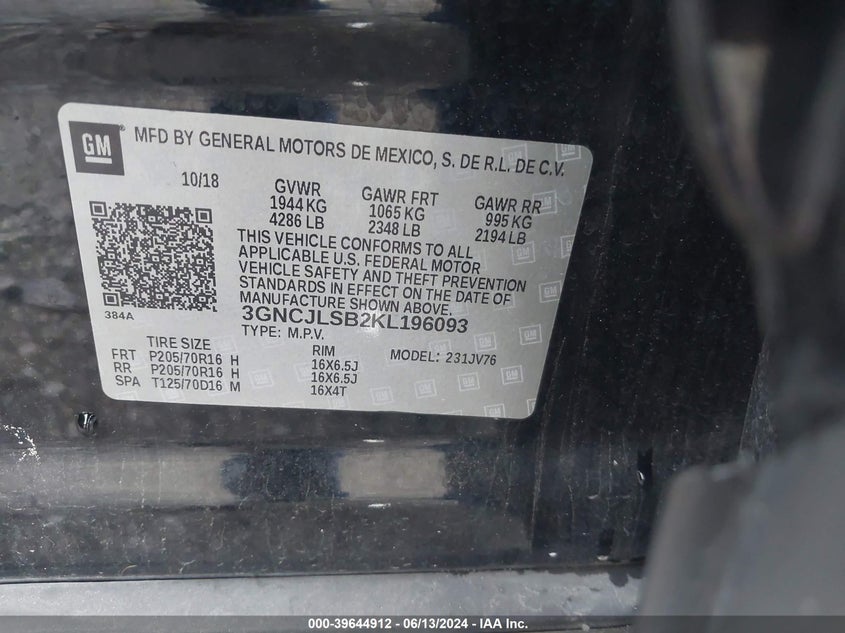 GM
MFD BY GENERAL MOTORS DE MEXICO, S. DE R.L. DE C.V.
10/18
GVWR
1944 KG
4286 LB
GAWR FRT
1065 KG
2348 LB
GAWR RR
995 KG
2194 LB
THIS VEHICLE CONFORMS TO ALL
APPLICABLE U.S. FEDERAL MOTOR
VEHICLE SAFETY AND THEFT PREVENTION
STANDARDS IN EFFECT ON THE DATE OF
MANUFACTURE SHOWN ABOVE.
384A
3GNCJLSB2KL196093
TYPE: M.P.V.
MODEL: 231JV76
TIRE SIZE RIM
FRT P205/70R16 H 16X6.5J
RR P205/70R16 H 16X6.5J
SPA T125/70D16 M 16X4T
000-39644912 - 06/13/2024 - IAA Inc.